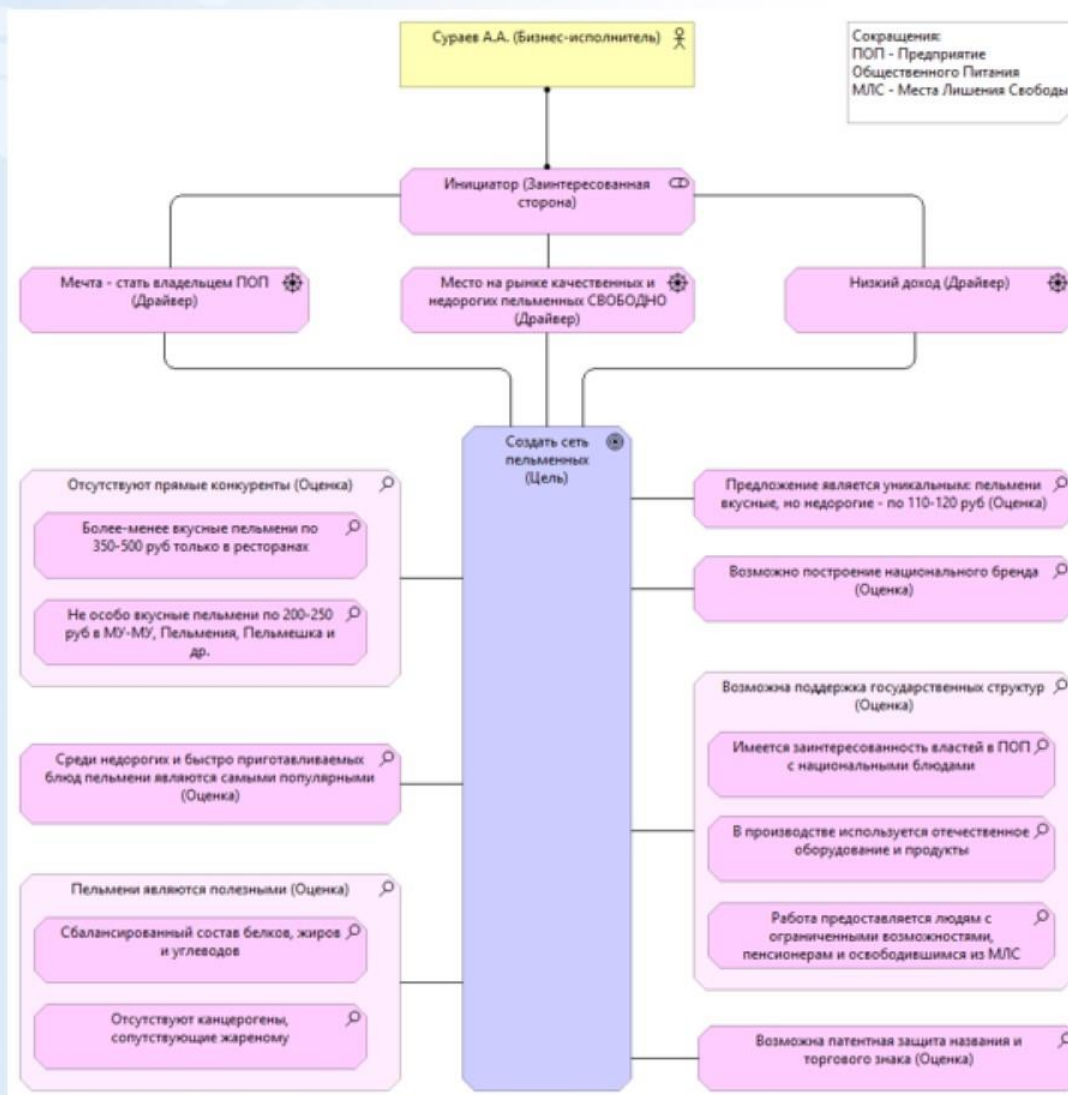 Сураев А.А. (Бизнес-исполнитель)
Сокращения:
ПОП - Предприятие
Общественного Питания
МЛС - Места Лишения Свободы
Инициатор (Заинтересованная
сторона)
Мечта - стать владельцем ПОП
(Драйвер)
Место на рынке качественных и
недорогих пельменных СВОБОДНО
(Драйвер)
Низкий доход (Драйвер)
Создать сеть
пельменных
(Цель)
Отсутствуют прямые конкуренты (Оценка)
Более-менее вкусные пельмени по
350-500 руб только в ресторанах
Не особо вкусные пельмени по 200-250
руб в МУ-МУ, Пельмения, Пельмешка и
др.
Среди недорогих и быстро приготавливаемых
блюд пельмени являются самыми популярными
(Оценка)
Пельмени являются полезными (Оценка)
Сбалансированный состав белков, жиров
и углеводов
Отсутствуют канцерогены,
сопутствующие жареному
Предложение является уникальным: пельмени
вкусные, но недорогие - по 110-120 руб (Оценка)
Возможно построение национального бренда
(Оценка)
Возможна поддержка государственных структур
(Оценка)
Имеется заинтересованность властей в ПОП
с национальными блюдами
В производстве используется отечественное
оборудование и продукты
Работа предоставляется людям с
ограниченными возможностями,
пенсионерам и освободившимся из МЛС
Возможна патентная защита названия и
торгового знака (Оценка)